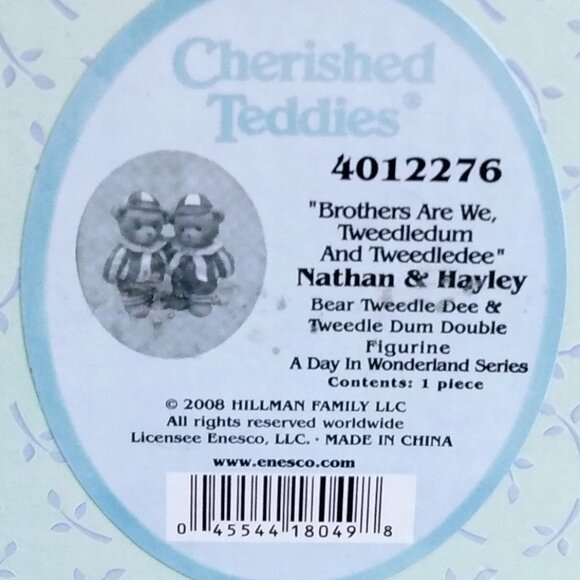 Cherished
Teddies®
4012276
"Brothers Are We,
Tweedledum
And Tweedledee"
Nathan & Hayley
Bear Tweedle Dee &
Tweedle Dum Double
Figurine
A Day In Wonderland Series
Contents: 1 piece
© 2008 HILLMAN FAMILY LLC
All rights reserved worldwide
Licensee Enesco, LLC. · MADE IN CHINA
www.enesco.com
0 45544 18049 8